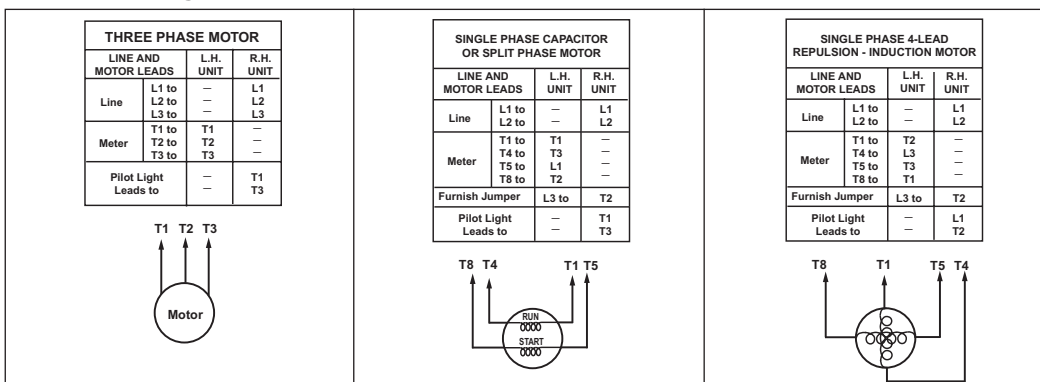 THREE PHASE MOTOR
LINE AND MOTOR LEADS L.H. UNIT R.H. UNIT
Line L1 to – L1
L2 to – L2
L3 to – L3
Meter T1 to T1 –
T2 to T2 –
T3 to T3 –
Pilot Light Leads to – T1
– T3
T1 T2 T3
Motor
SINGLE PHASE CAPACITOR
OR SPLIT PHASE MOTOR
LINE AND MOTOR LEADS L.H. UNIT R.H. UNIT
Line L1 to – L1
L2 to – L2
Meter T1 to T1 –
T4 to T3 –
T5 to L1 –
T8 to T2 –
Furnish Jumper L3 to T2
Pilot Light Leads to – T1
– T3
T8 T4 T1 T5
RUN
START
SINGLE PHASE 4-LEAD
REPULSION - INDUCTION MOTOR
LINE AND MOTOR LEADS L.H. UNIT R.H. UNIT
Line L1 to – L1
L2 to – L2
Meter T1 to T2 –
T4 to L3 –
T5 to T3 –
T8 to T1 –
Furnish Jumper L3 to T2
Pilot Light Leads to – L1
– T2
T8 T1 T5 T4